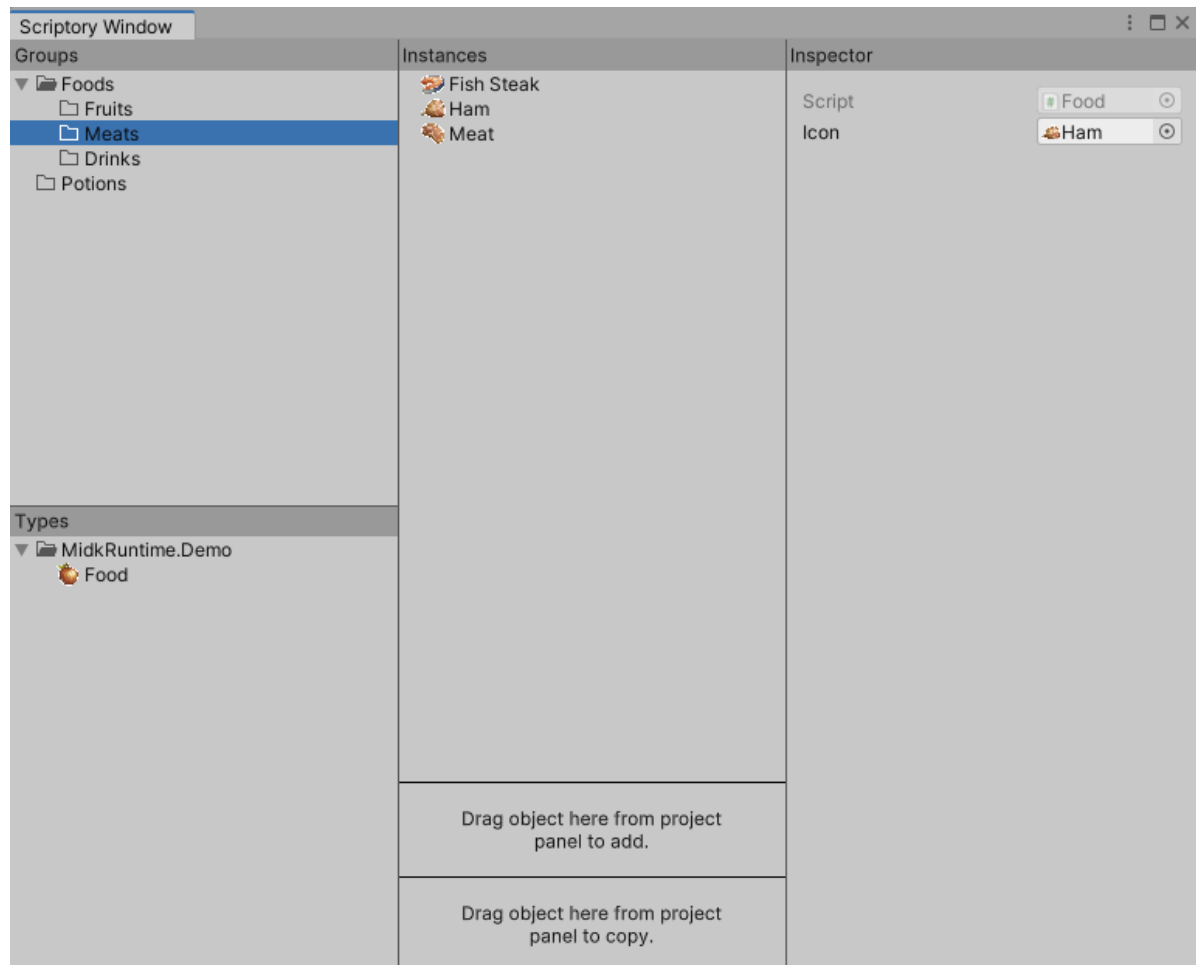 Scriptory Window
Groups
Foods
Fruits
Meats
Drinks
Potions
Types
MidkRuntime.Demo
Food
Instances
Fish Steak
Ham
Meat
Drag object here from project
panel to add.
Drag object here from project
panel to copy.
Inspector
Script
# Food
Icon
Ham